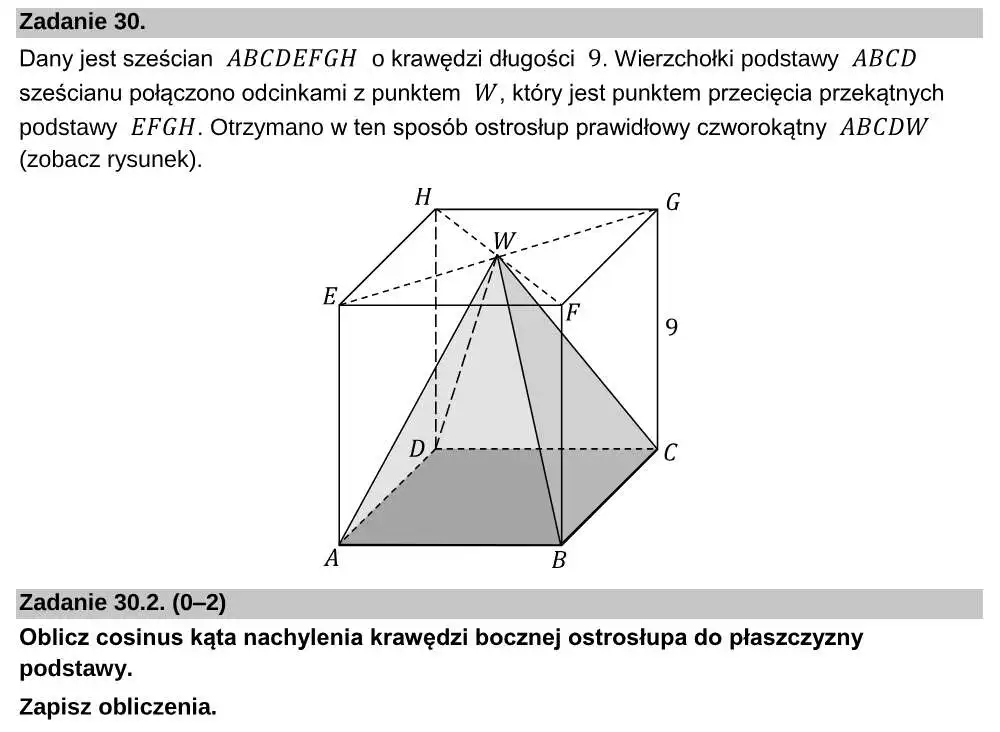 Zadanie 30.
Dany jest sześcian ABCDEFGH o krawędzi długości 9. Wierzchołki podstawy ABCD
sześcianu połączono odcinkami z punktem W, który jest punktem przecięcia przekątnych
podstawy EFGH. Otrzymano w ten sposób ostrosłup prawidłowy czworokątny ABCDW
(zobacz rysunek).
H
G
W
E
F
9
D
C
A
B
Zadanie 30.2. (0–2)
Oblicz cosinus kąta nachylenia krawędzi bocznej ostrosłupa do płaszczyzny
podstawy.
Zapisz obliczenia.